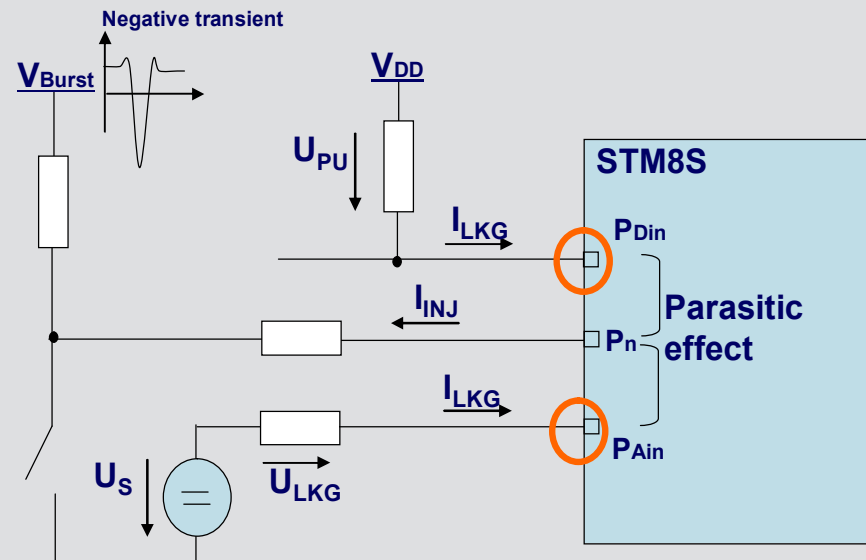 Negative transient
VBurst
VDD
UPU
STM8S
ILKG
PDin
IINJ
Parasitic
effect
Pn
ILKG
PAin
US
ULKG